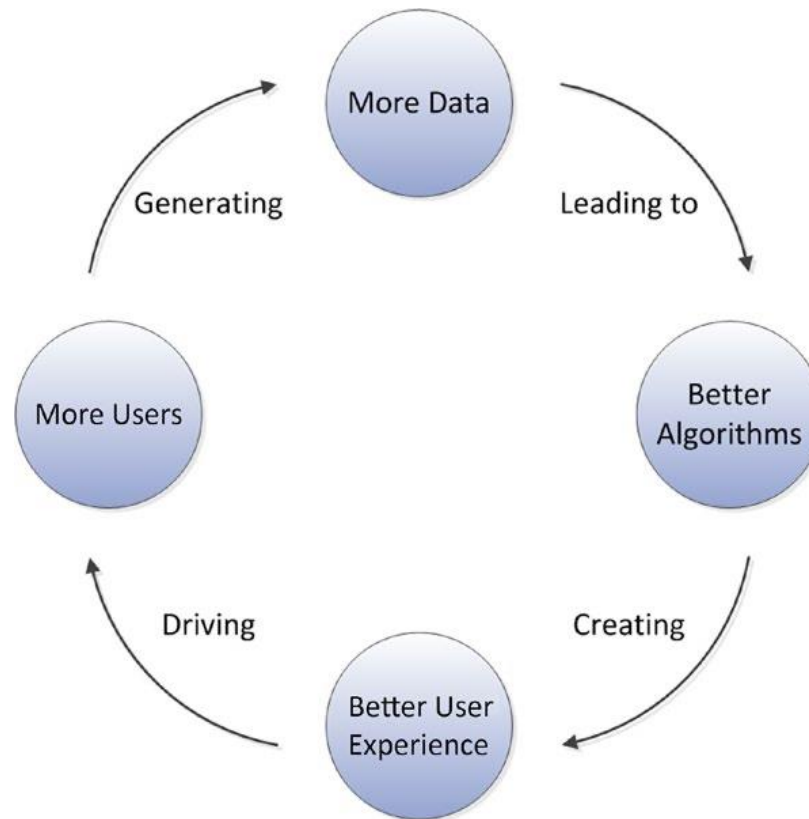 More Data
Generating
Leading to
More Users
Better
Algorithms
Driving
Creating
Better User
Experience